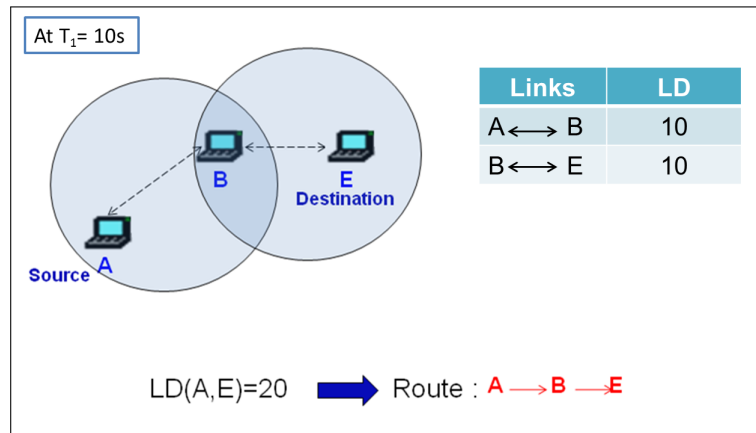 At T1= 10s
Links LD
A ⟷ B 10
B ⟷ E 10
B
E
Destination
A
Source
LD(A,E)=20 Route : A → B → E